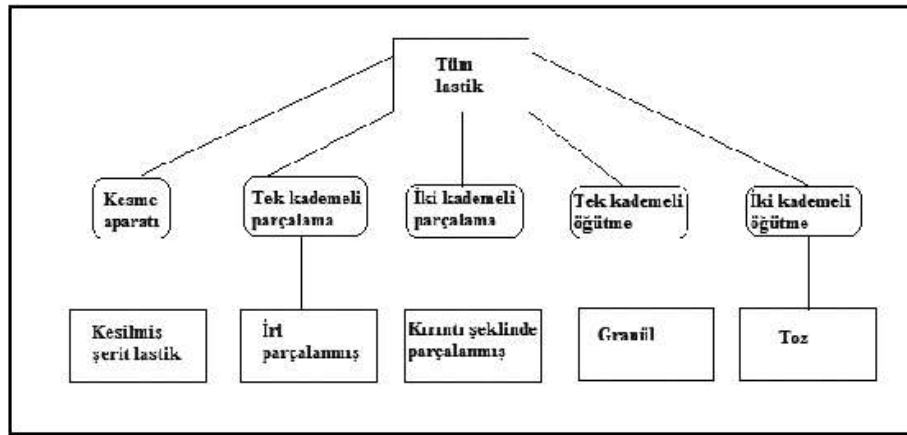 Tüm
lastik
Kesme
aparatı
Tek kademeli
parçalama
İki kademeli
parçalama
Tek kademeli
öğütme
İki kademeli
öğütme
Kesilmiş
şerit lastik
İri
parçalanmış
Kırıntı şeklinde
parçalanmış
Granül
Toz